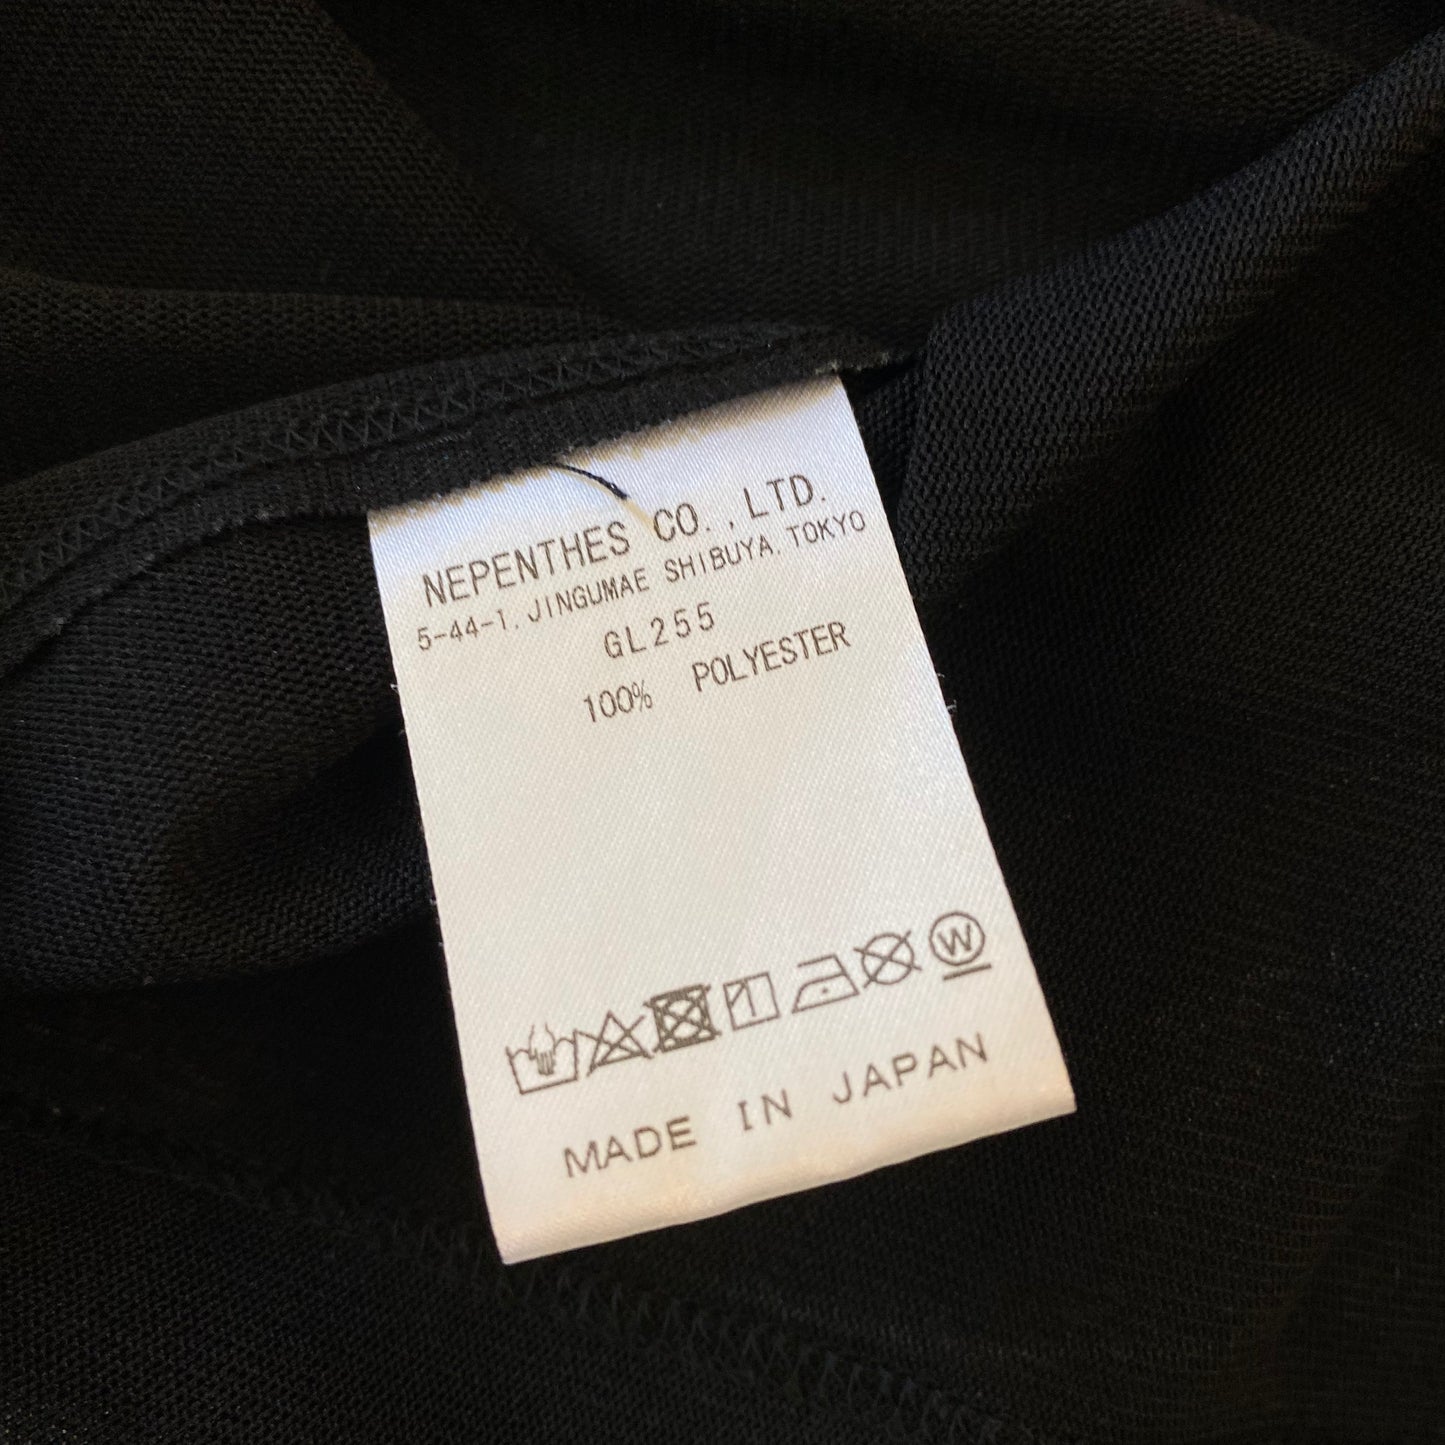 NEPENTHES CO.,LTD.
5-44-1.JINGUMAE SHIBUYA.TOKYO
GL255
100% POLYESTER
W
MADE IN JAPAN